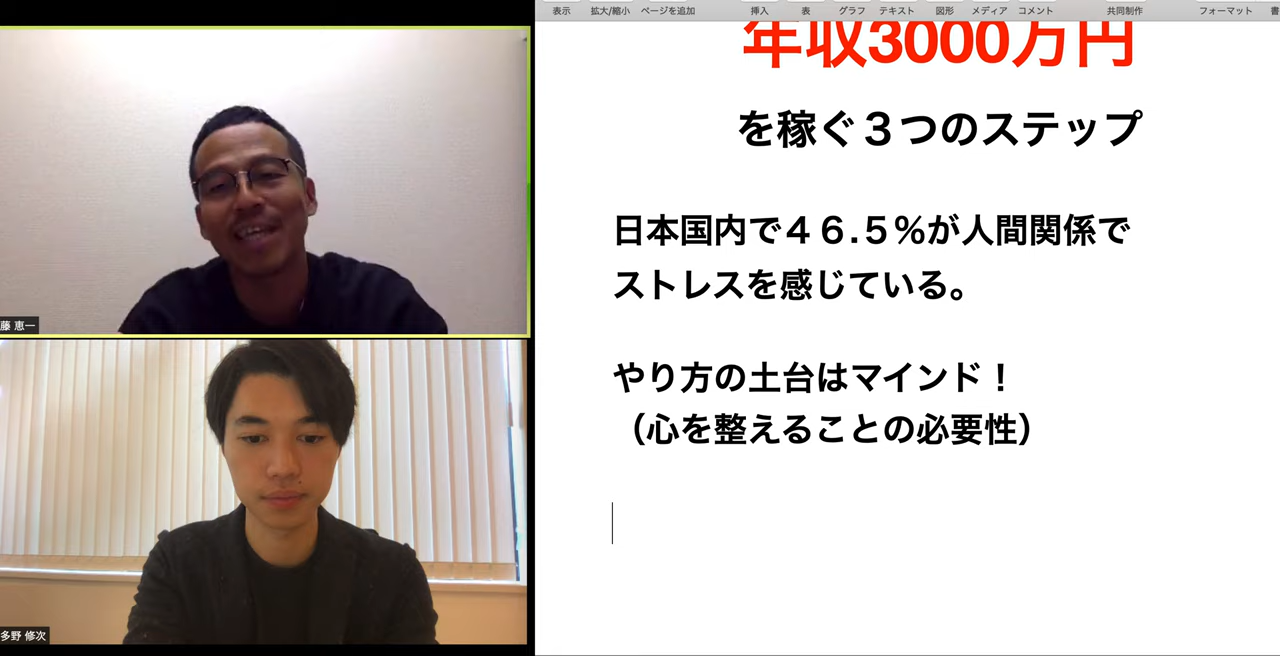 表示 拡大/縮小 ページを追加 挿入 表 グラフ テキスト 図形 メディア コメント 共同制作 フォーマット 書
年収3000万円
を稼ぐ３つのステップ
日本国内で４６.５％が人間関係で
ストレスを感じている。
やり方の土台はマインド！
（心を整えることの必要性）
藤 恵一
多野 修次